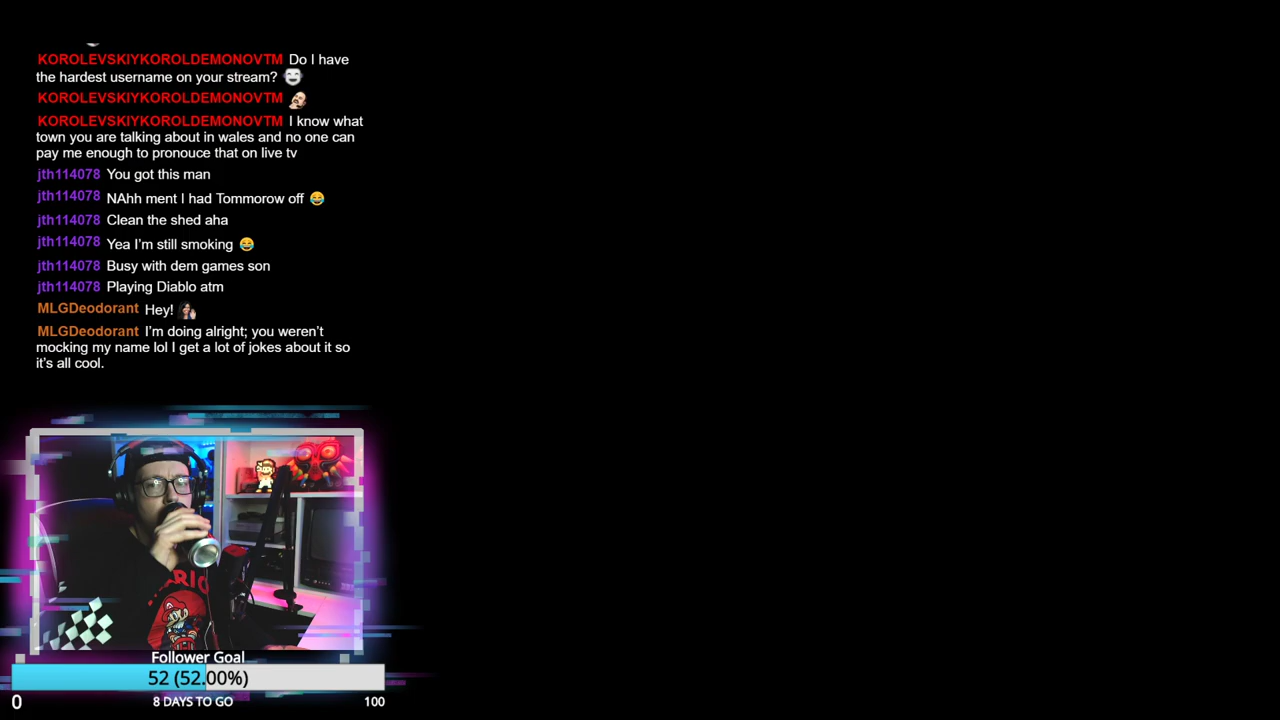 KOROLEVSKIYKOROLDEMONOVTM Do I have
the hardest username on your stream?
KOROLEVSKIYKOROLDEMONOVTM
KOROLEVSKIYKOROLDEMONOVTM I know what
town you are talking about in wales and no one can
pay me enough to pronouce that on live tv
jth114078 You got this man
jth114078 NAhh ment I had Tommorow off 😂
jth114078 Clean the shed aha
jth114078 Yea I'm still smoking 😂
jth114078 Busy with dem games son
jth114078 Playing Diablo atm
MLGDeodorant Hey!
MLGDeodorant I'm doing alright; you weren't
mocking my name lol I get a lot of jokes about it so
it's all cool.
Follower Goal
52 (52.00%)
0 8 DAYS TO GO 100